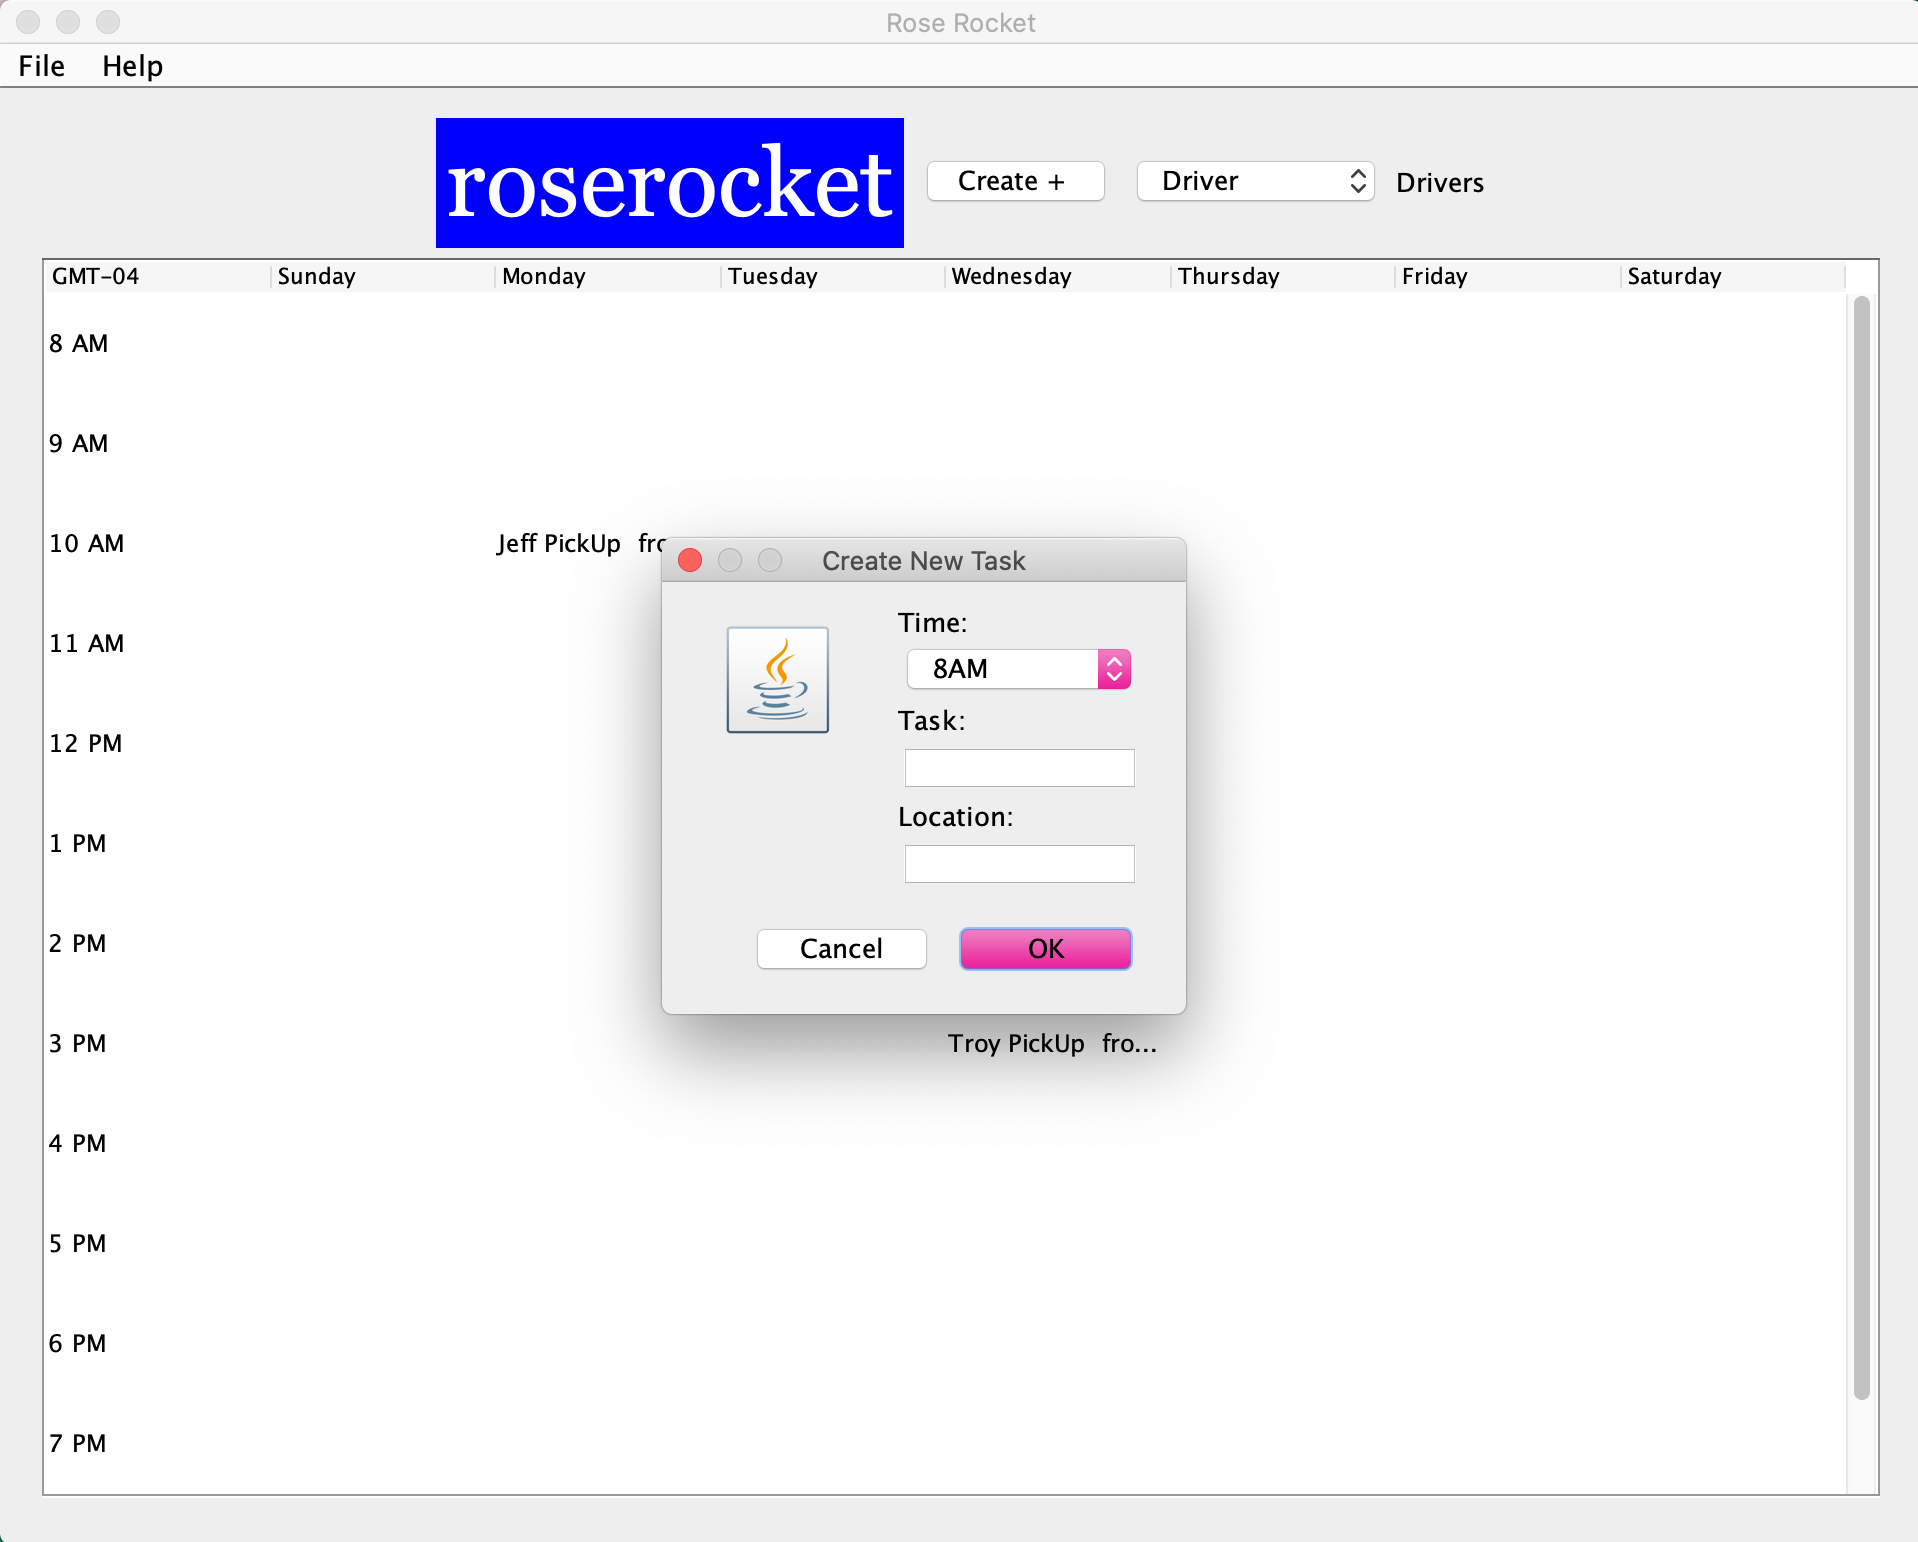 Rose Rocket
File Help
roserocket Create + Driver Drivers
GMT-04 Sunday Monday Tuesday Wednesday Thursday Friday Saturday
8 AM
9 AM
10 AM Jeff PickUp
Create New Task
Time:
11 AM
8AM
Task:
12 PM
Location:
1 PM
2 PM
Cancel OK
3 PM Troy PickUp fro...
4 PM
5 PM
6 PM
7 PM